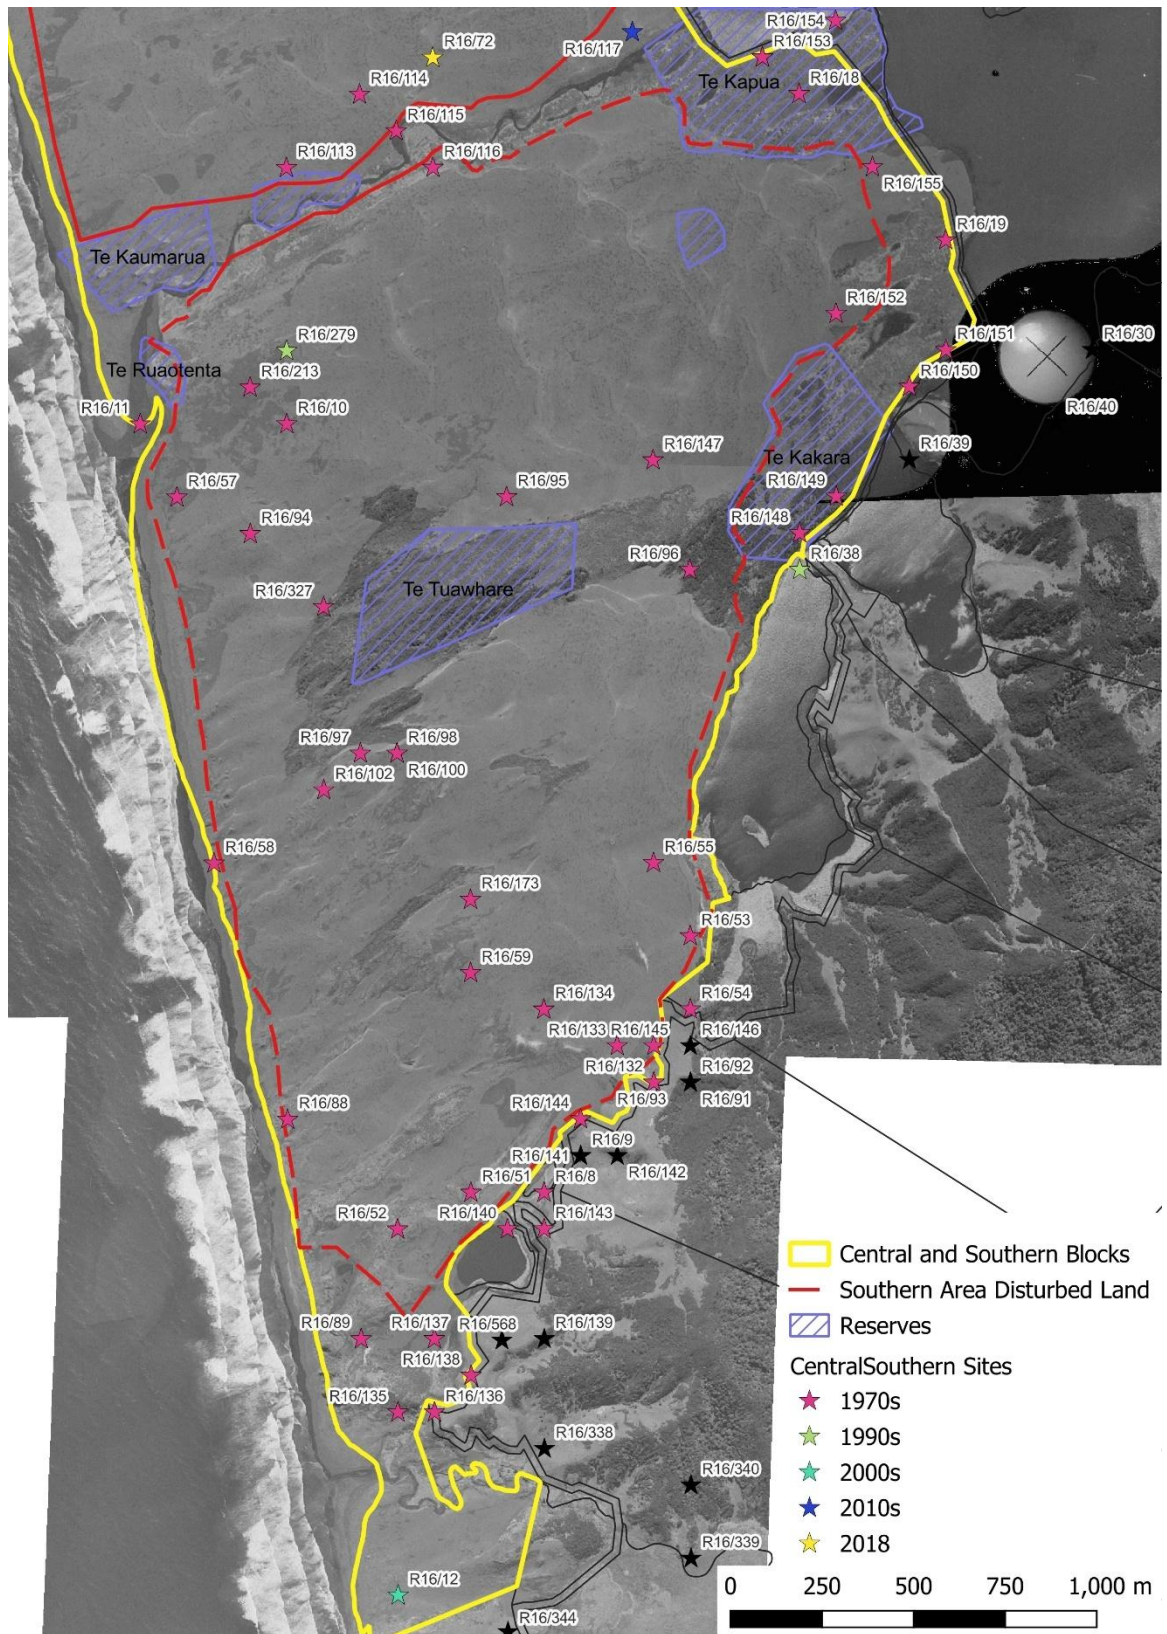 R16/154
R16/72
R16/117
R16/153
Te Kapua
R16/114
R16/18
R16/115
R16/113
R16/116
R16/155
R16/19
Te Kaumarua
R16/152
R16/279
R16/151
R16/30
Te Ruaotenta
R16/213
R16/150
R16/11
R16/10
R16/40
R16/147
R16/39
Te Kakara
R16/57
R16/95
R16/149
R16/94
R16/148
R16/96
R16/38
Te Tuawhare
R16/327
R16/97
R16/98
R16/102
R16/100
R16/58
R16/55
R16/173
R16/53
R16/59
R16/134
R16/54
R16/133
R16/145
R16/146
R16/132
R16/92
R16/93
R16/91
R16/88
R16/144
R16/9
R16/141
R16/142
R16/51
R16/8
R16/52
R16/140
R16/143
Central and Southern Blocks
Southern Area Disturbed Land
Reserves
R16/89
R16/137
R16/568
R16/139
R16/138
CentralSouthern Sites
R16/135
R16/136
1970s
R16/338
1990s
R16/340
2000s
2010s
R16/339
2018
R16/12
0 250 500 750 1,000 m
R16/344